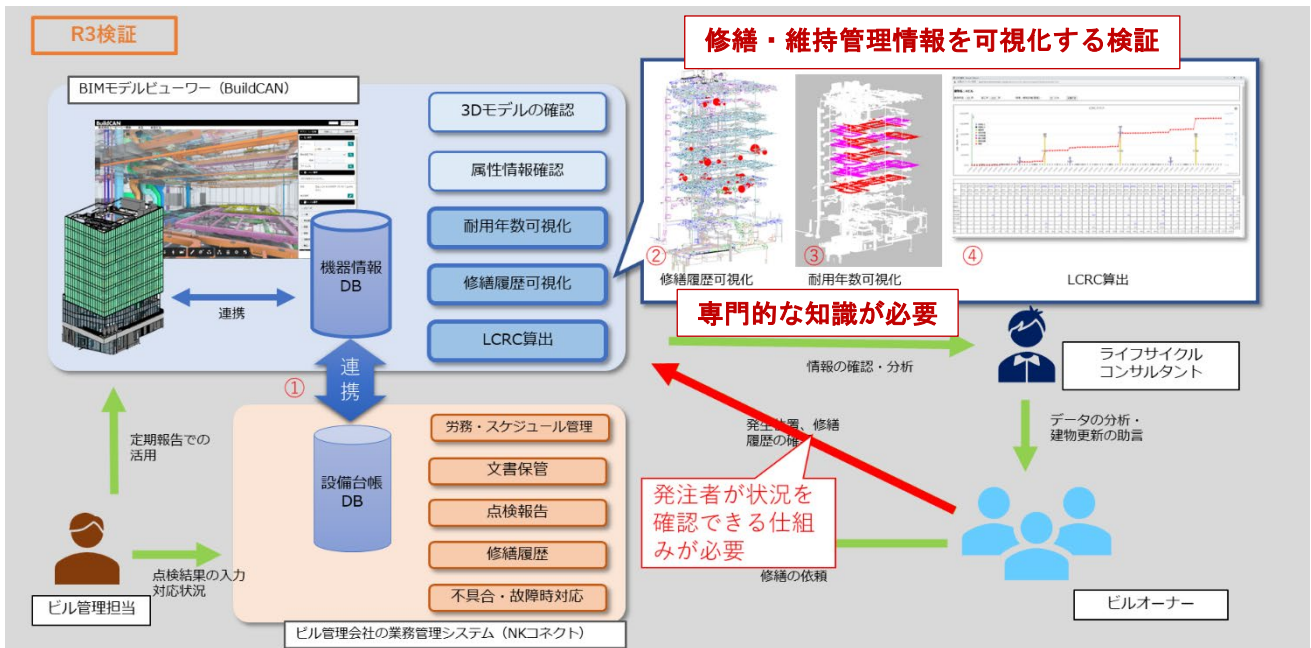 R3検証
修繕・維持管理情報を可視化する検証
BIMモデルビューワー（BuildCAN）
BuildCAN
3Dモデルの確認
属性情報確認
耐用年数可視化
修繕履歴可視化
LCRC算出
機器情報
DB
連携
②
修繕履歴可視化
③
耐用年数可視化
④
LCRC算出
専門的な知識が必要
情報の確認・分析
ライフサイクル
コンサルタント
①
連
携
データの分析・
建物更新の助言
定期報告での
活用
設備台帳
DB
労務・スケジュール管理
文書保管
点検報告
修繕履歴
不具合・故障時対応
修繕
履歴の確
発注者が状況を
確認できる仕組
みが必要
修繕の依頼
点検結果の入力
対応状況
ビル管理担当
ビル管理会社の業務管理システム（NKコネクト）
ビルオーナー